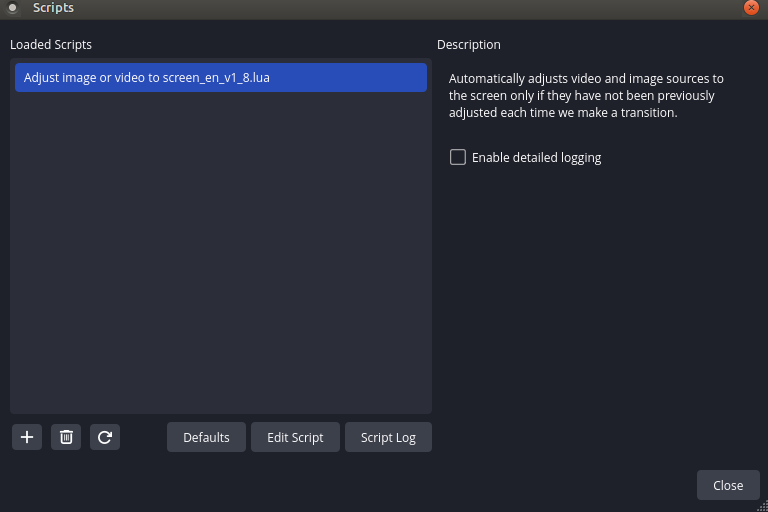 Scripts
Loaded Scripts
Description
Adjust image or video to screen_en_v1_8.lua
Automatically adjusts video and image sources to
the screen only if they have not been previously
adjusted each time we make a transition.
Enable detailed logging
Defaults
Edit Script
Script Log
Close